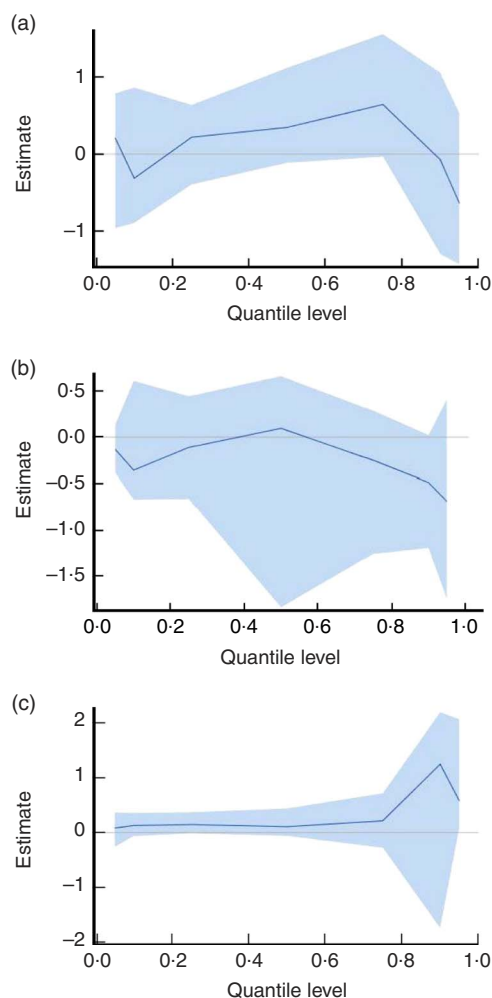 (a)
1
0
–1
Estimate
0·0 0·2 0·4 0·6 0·8 1·0
Quantile level
(b)
0·5
0·0
–0·5
–1·0
–1·5
Estimate
0·0 0·2 0·4 0·6 0·8 1·0
Quantile level
(c)
2
1
0
–1
–2
Estimate
0·0 0·2 0·4 0·6 0·8 1·0
Quantile level